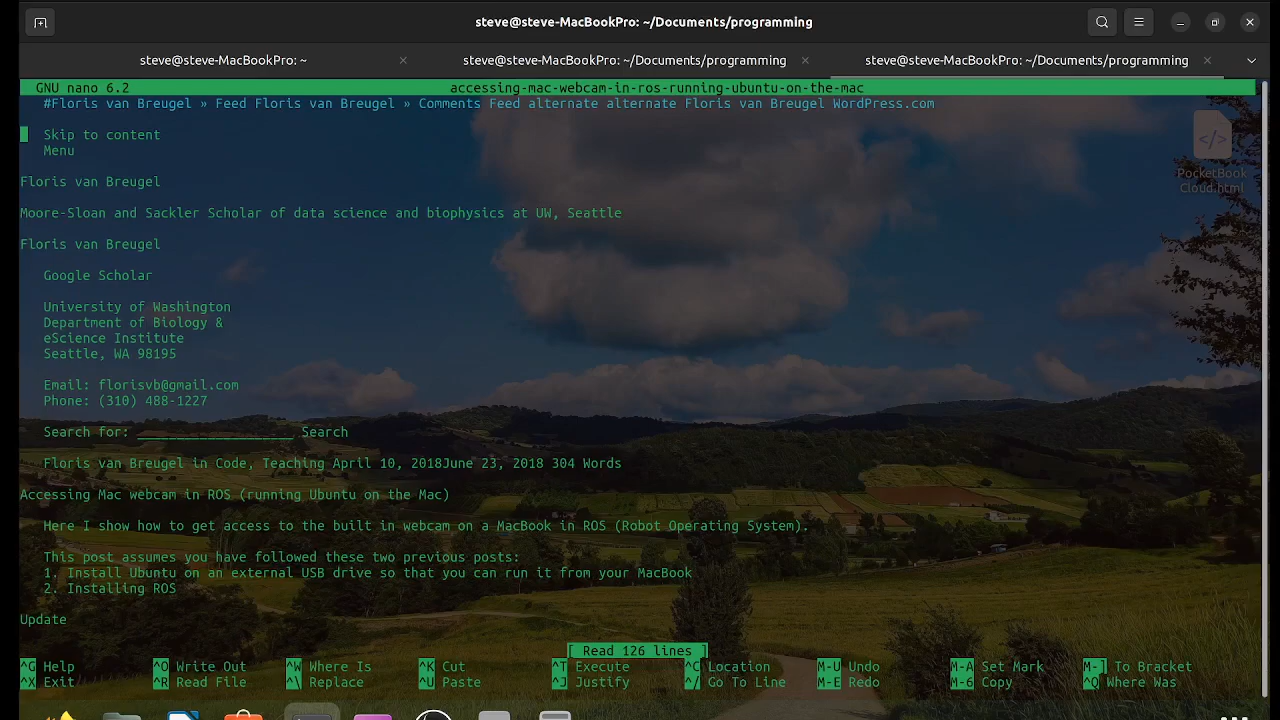 steve@steve-MacBookPro: ~/Documents/programming
steve@steve-MacBookPro: ~
steve@steve-MacBookPro: ~/Documents/programming
steve@steve-MacBookPro: ~/Documents/programming
GNU nano 6.2 accessing-mac-webcam-in-ros-running-ubuntu-on-the-mac
#Floris van Breugel » Feed Floris van Breugel » Comments Feed alternate alternate Floris van Breugel WordPress.com
Skip to content
Menu
PocketBook
Cloud.html
Floris van Breugel
Moore-Sloan and Sackler Scholar of data science and biophysics at UW, Seattle
Floris van Breugel
Google Scholar
University of Washington
Department of Biology &
eScience Institute
Seattle, WA 98195
Email: florisvb@gmail.com
Phone: (310) 488-1227
Search for: ____________________ Search
Floris van Breugel in Code, Teaching April 10, 2018June 23, 2018 304 Words
Accessing Mac webcam in ROS (running Ubuntu on the Mac)
Here I show how to get access to the built in webcam on a MacBook in ROS (Robot Operating System).
This post assumes you have followed these two previous posts:
1. Install Ubuntu on an external USB drive so that you can run it from your MacBook
2. Installing ROS
Update
[ Read 126 lines ]
^G Help ^O Write Out ^W Where Is ^K Cut ^T Execute ^C Location M-U Undo M-A Set Mark M-] To Bracket
^X Exit ^R Read File ^\ Replace ^U Paste ^J Justify ^/ Go To Line M-E Redo M-6 Copy ^Q Where Was